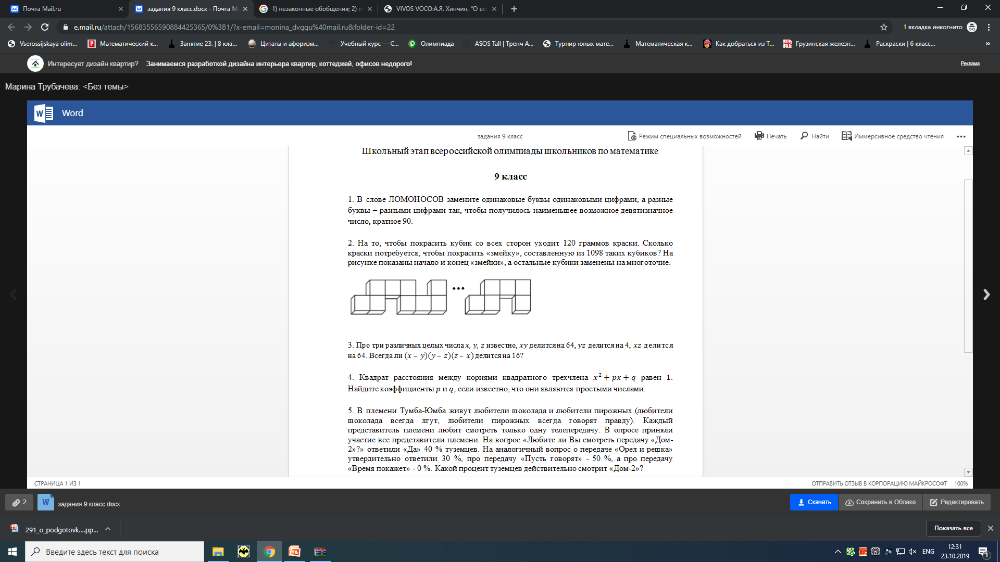 Почта Mail.ru
задания 9 класс.docx - Почта M
1) незаконные обобщения; 2) н
VIVOS VOCO:А.Я. Хинчин, "О во
e.mail.ru/attach/15683556590884425365/0%3B1/?x-email=monina_dvggu%40mail.ru&folder-id=22
1 вкладка инкогнито
Vserossijskaya olim...
Математический к...
Занятие 23. | 8 кла...
Цитаты и афоризм...
Учебный курс — С...
Олимпиада
ASOS Tall | Тренч А...
Турнир юных мате...
Математическая к...
Как добраться из Т...
Грузинская железн...
Раскраски | 6 класс...
»
Интересует дизайн квартир? Занимаемся разработкой дизайна интерьера квартир, коттеджей, офисов недорого!
Реклама
Марина Трубачева: <Без темы>
Word
задания 9 класс
Режим специальных возможностей
Печать
Найти
Иммерсивное средство чтения
Школьный этап всероссийской олимпиады школьников по математике
9 класс
1. В слове ЛОМОНОСОВ замените одинаковые буквы одинаковыми цифрами, а разные
буквы – разными цифрами так, чтобы получилось наименьшее возможное девятизначное
число, кратное 90.
2. На то, чтобы покрасить кубик со всех сторон уходит 120 граммов краски. Сколько
краски потребуется, чтобы покрасить «змейку», составленную из 1098 таких кубиков? На
рисунке показаны начало и конец «змейки», а остальные кубики заменены на многоточие.
...
3. Про три различных целых числа x, y, z известно, xy делится на 64, yz делится на 4, xz делится
на 64. Всегда ли (x – y)(y – z)(z – x) делится на 16?
4. Квадрат расстояния между корнями квадратного трехчлена x² + px + q равен 1.
Найдите коэффициенты p и q, если известно, что они являются простыми числами.
5. В племени Тумба-Юмба живут любители шоколада и любители пирожных (любители
шоколада всегда лгут, любители пирожных всегда говорят правду). Каждый
представитель племени любит смотреть только одну телепередачу. В опросе приняли
участие все представители племени. На вопрос «Любите ли Вы смотреть передачу «Дом-
2»?» ответили «Да» 40 % туземцев. На аналогичный вопрос о передаче «Орел и решка»
утвердительно ответили 30 %, про передачу «Пусть говорят» - 50 %, а про передачу
«Время покажет» - 0 %. Какой процент туземцев действительно смотрит «Дом-2»?
СТРАНИЦА 1 ИЗ 1
ОТПРАВИТЬ ОТЗЫВ В КОРПОРАЦИЮ МАЙКРОСОФТ 100%
2
W
задания 9 класс.docx
Скачать
Сохранить в Облако
Редактировать
291_o_podgotovk....pp...
Показать все
Введите здесь текст для поиска
ENG
12:31
23.10.2019
1